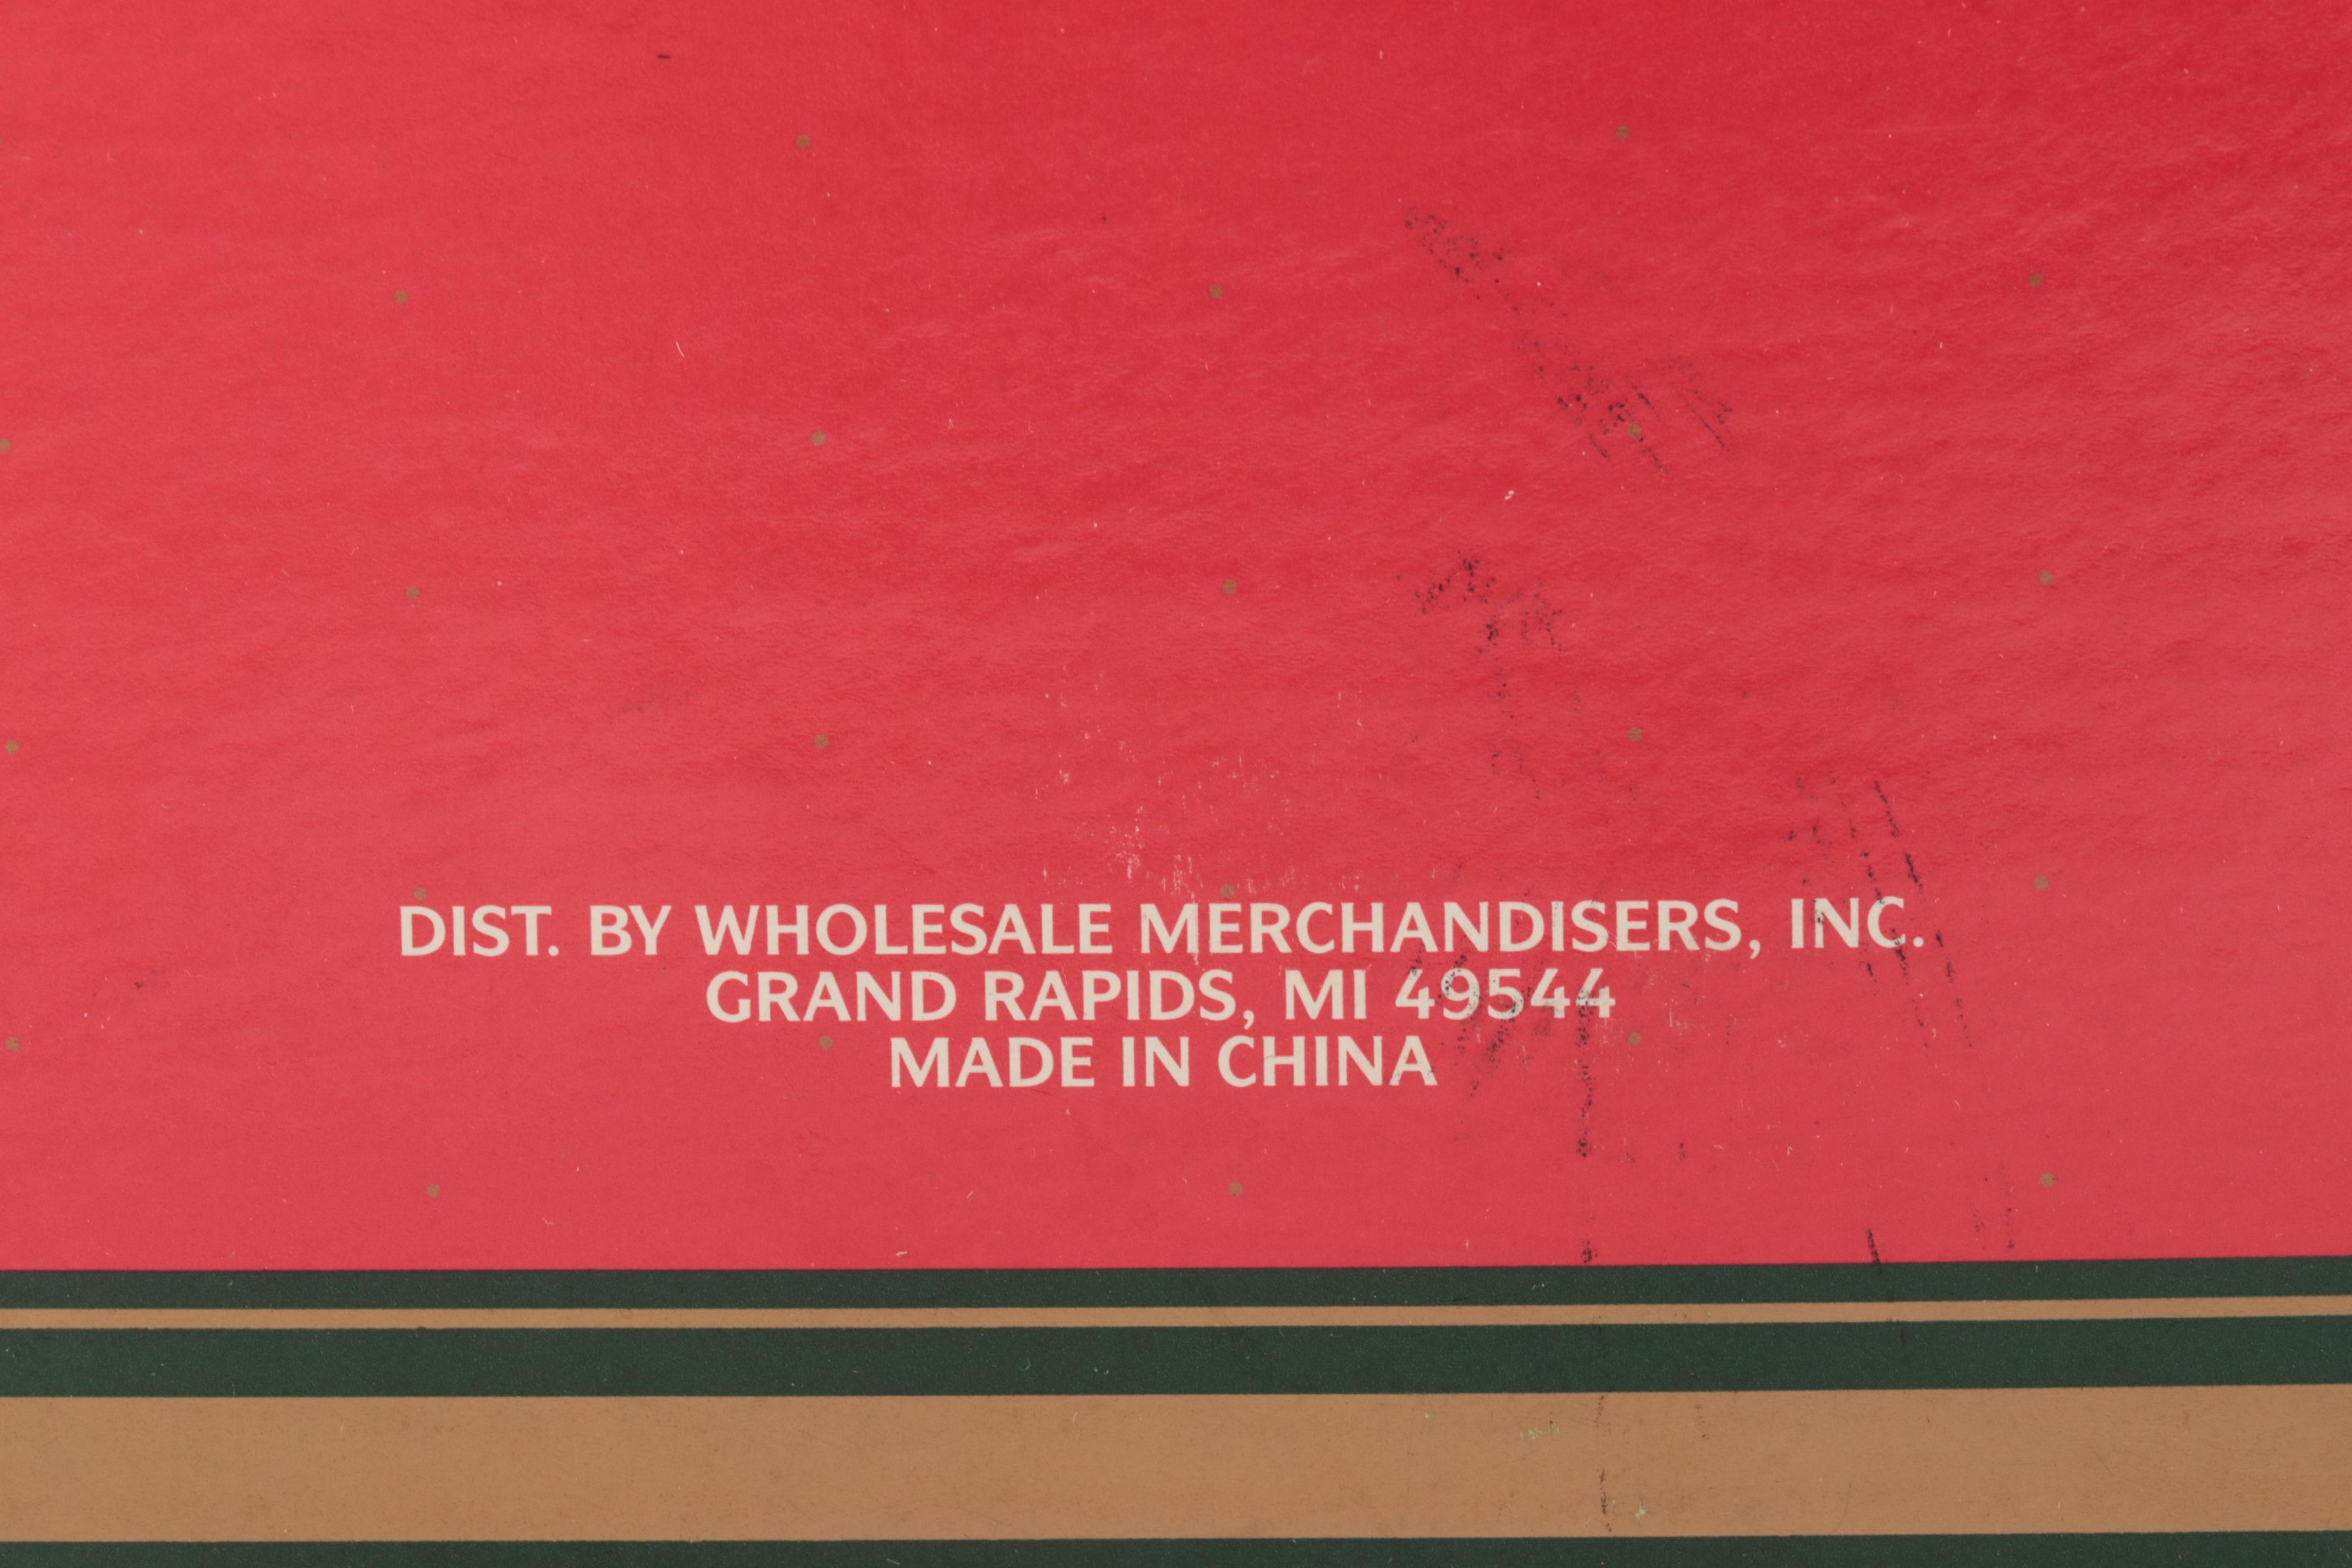 DIST. BY WHOLESALE MERCHANDISERS, INC.
GRAND RAPIDS, MI 49544
MADE IN CHINA